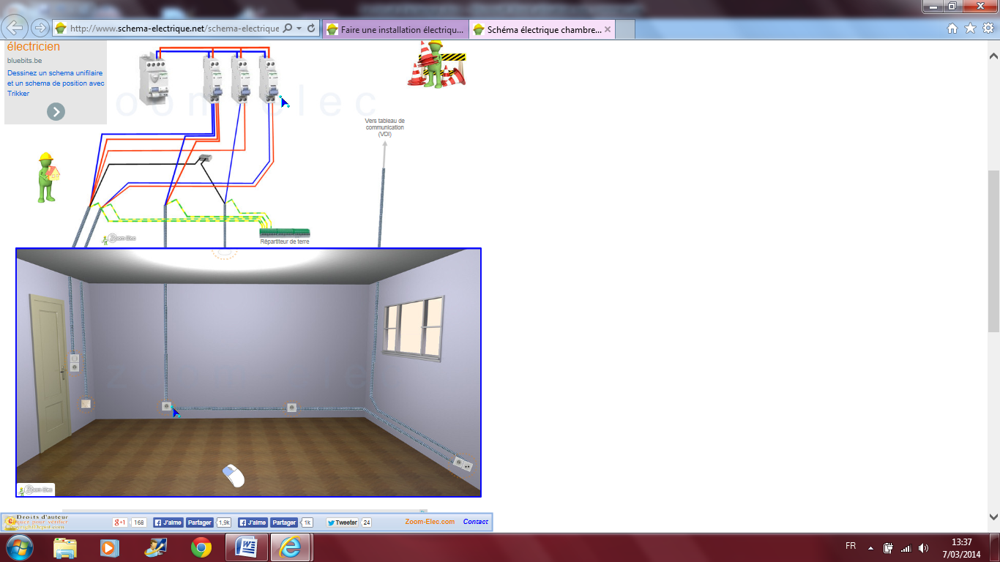 http://www.schema-electrique.net/schema-electrique
Faire une installation électriqu...
Schéma électrique chambre...
électricien
bluebits.be
Dessinez un schema unifilaire
et un schema de position avec
Trikker
Vers tableau de
communication
(VDI)
Zoom-Elec
Répartiteur de terre
Zoom-Elec
Droits d'auteur
+1
168
J'aime
Partager
1,9k
J'aime
Partager
1k
Tweeter
24
Zoom-Elec.com
Contact
FR
13:37
7/03/2014